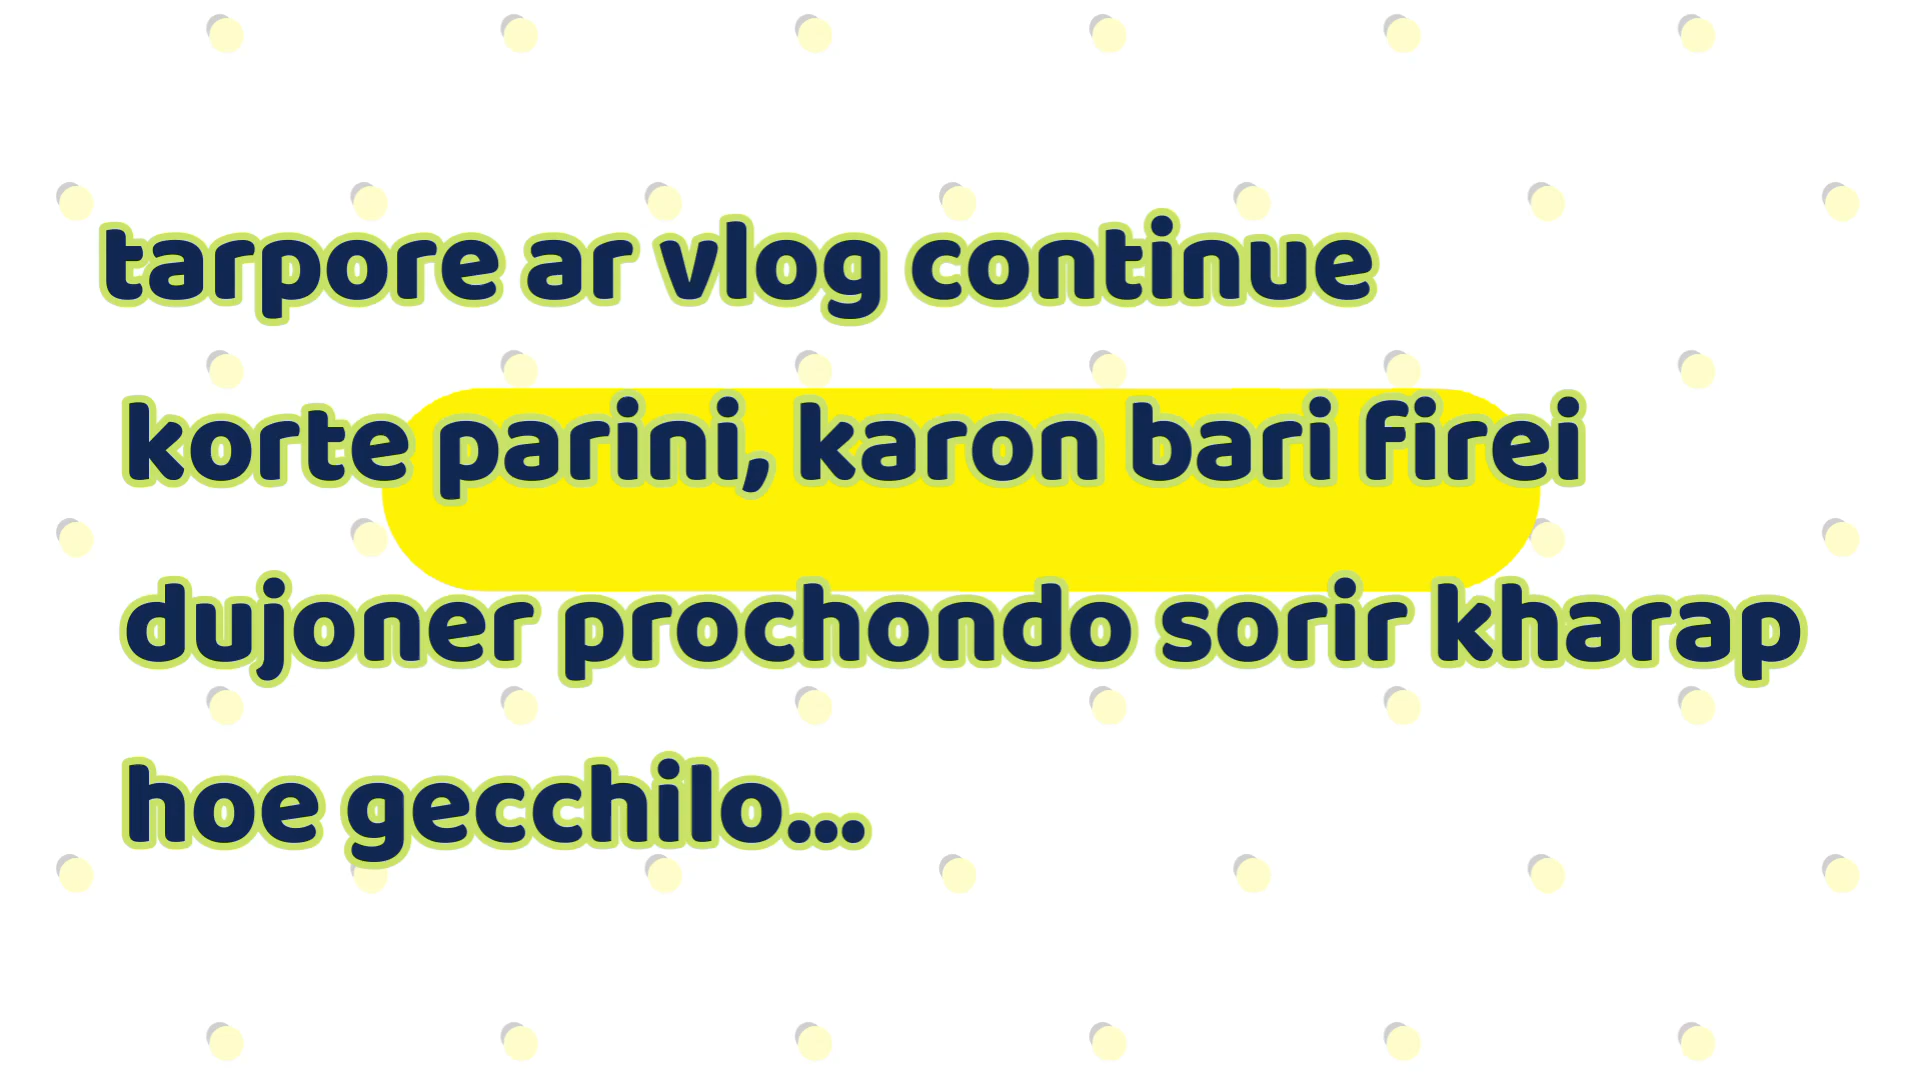 tarpore ar vlog continue
korte parini, karon bari firei
dujoner prochondo sorir kharap
hoe gecchilo...